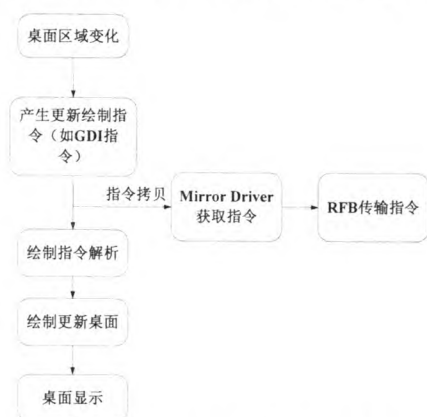 桌面区域变化
产生更新绘制指
令（如GDI指
令）
指令拷贝
Mirror Driver
获取指令
RFB传输指令
绘制指令解析
绘制更新桌面
桌面显示